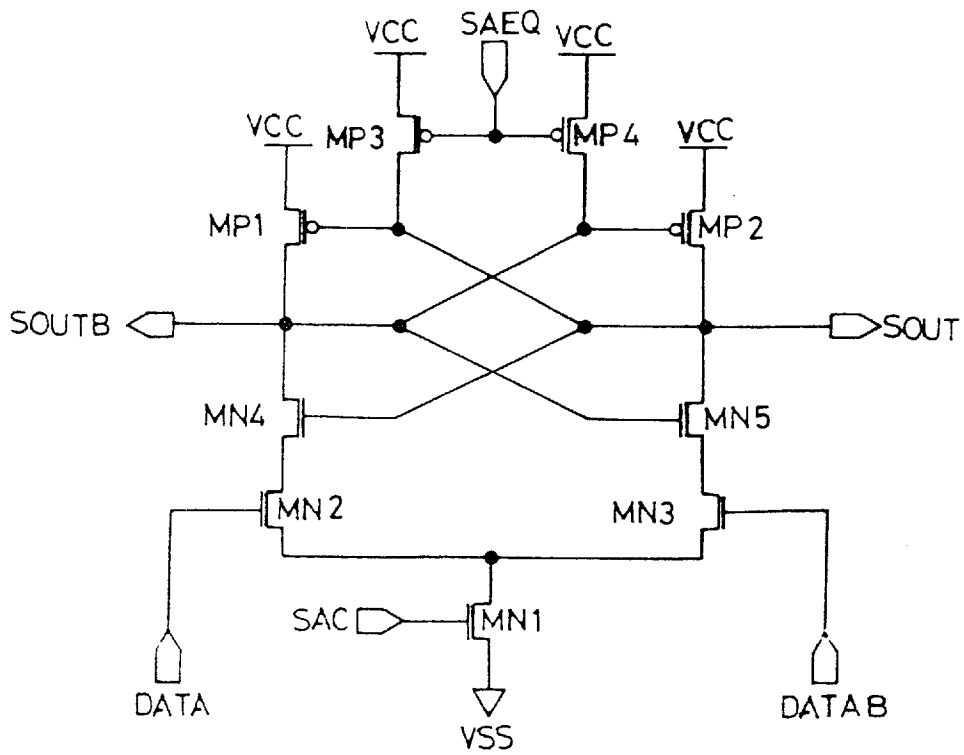 SAEQ
VCC
VCC
MP3
MP4
VCC
VCC
MP1
MP2
SOUTB
SOUT
MN4
MN5
MN2
MN3
SAC
MN1
DATA
DATAB
VSS